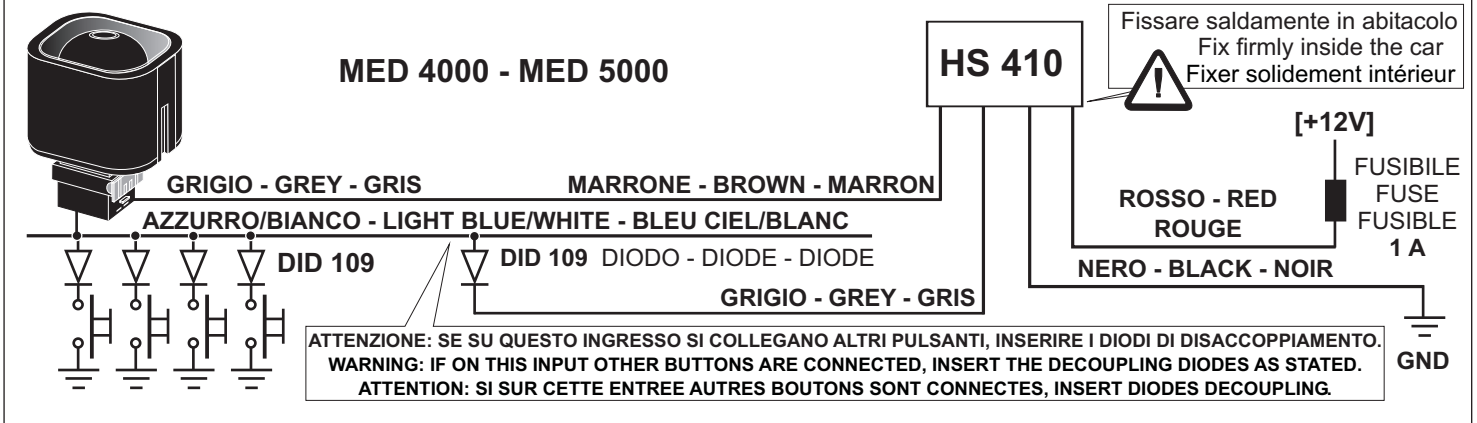 MED 4000 - MED 5000
HS 410
Fissare saldamente in abitacolo
Fix firmly inside the car
Fixer solidement intérieur
!
[+12V]
FUSIBILE
FUSE
FUSIBLE
1 A
GRIGIO - GREY - GRIS
MARRONE - BROWN - MARRON
ROSSO - RED
ROUGE
AZZURRO/BIANCO - LIGHT BLUE/WHITE - BLEU CIEL/BLANC
DID 109
DID 109 DIODO - DIODE - DIODE
NERO - BLACK - NOIR
GRIGIO - GREY - GRIS
GND
ATTENZIONE: SE SU QUESTO INGRESSO SI COLLEGANO ALTRI PULSANTI, INSERIRE I DIODI DI DISACCOPPIAMENTO.
WARNING: IF ON THIS INPUT OTHER BUTTONS ARE CONNECTED, INSERT THE DECOUPLING DIODES AS STATED.
ATTENTION: SI SUR CETTE ENTREE AUTRES BOUTONS SONT CONNECTES, INSERT DIODES DECOUPLING.